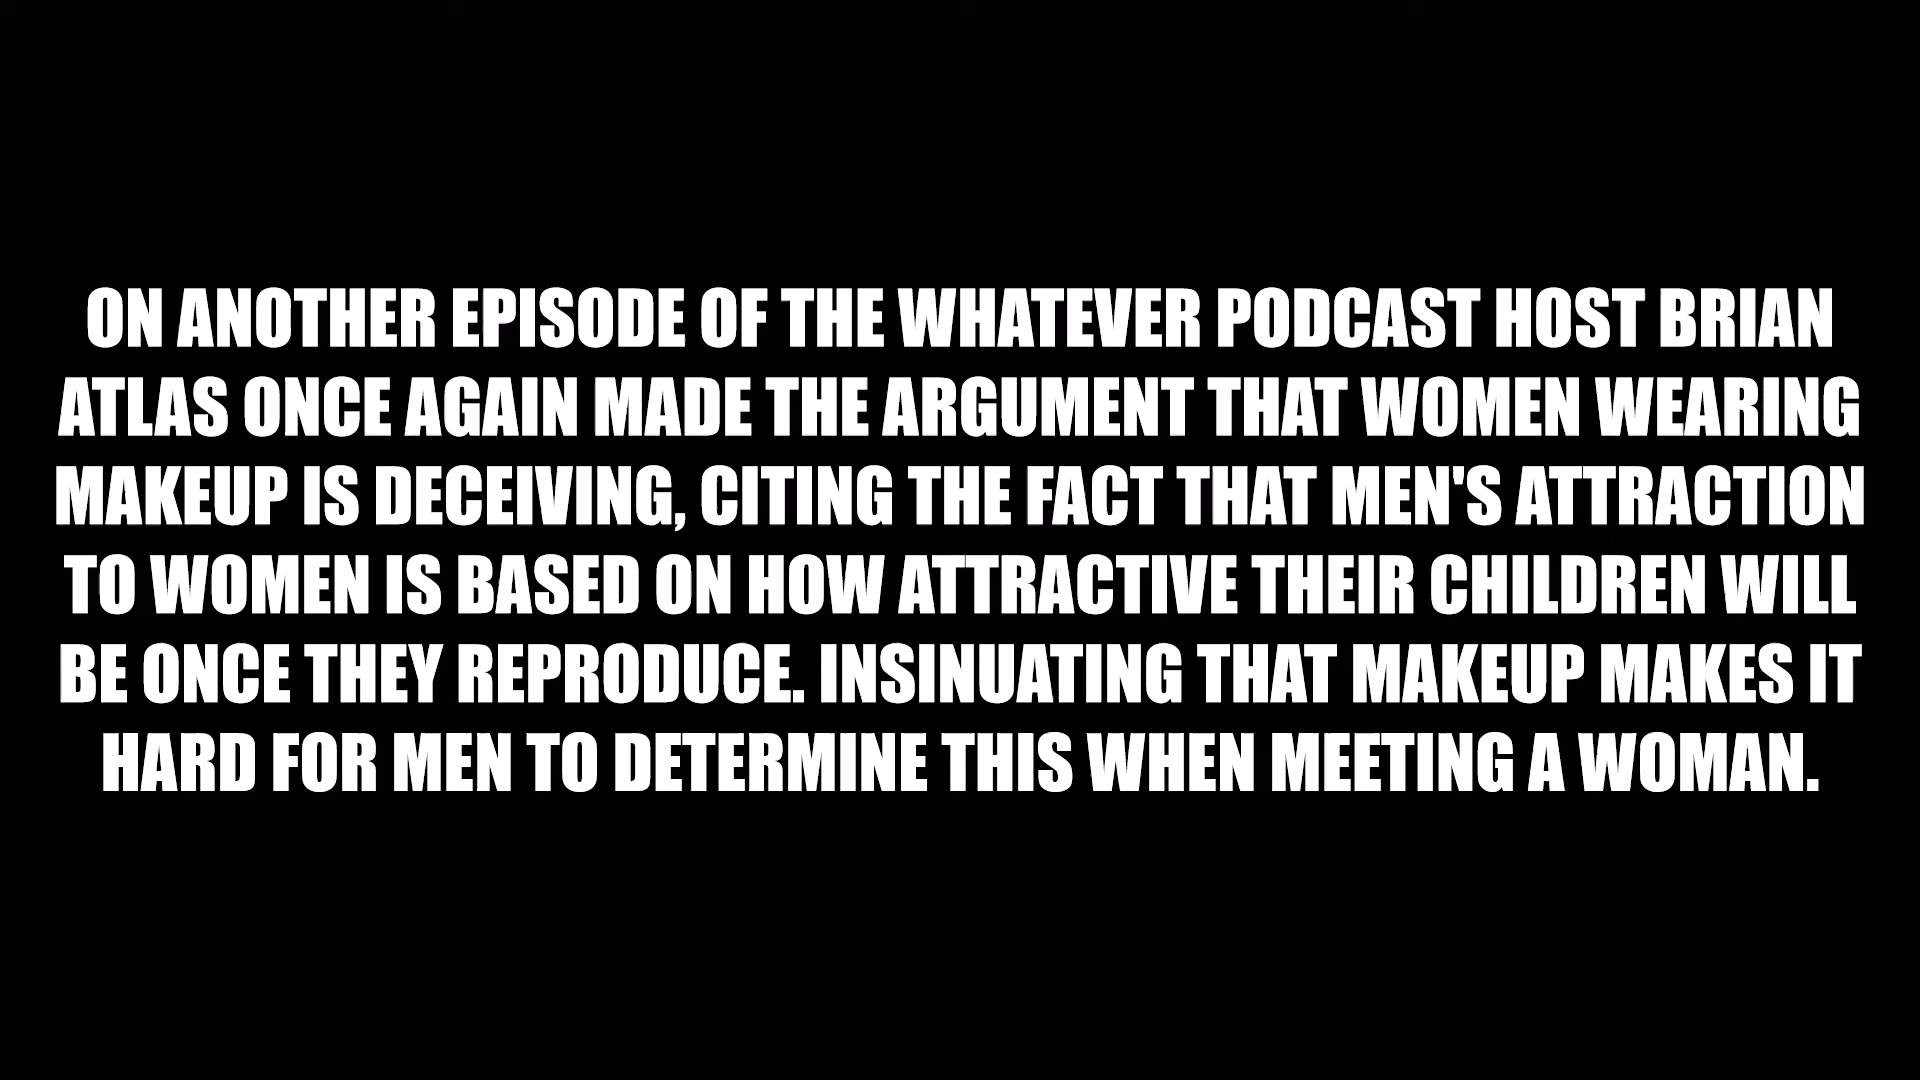 ON ANOTHER EPISODE OF THE WHATEVER PODCAST HOST BRIAN
ATLAS ONCE AGAIN MADE THE ARGUMENT THAT WOMEN WEARING
MAKEUP IS DECEIVING, CITING THE FACT THAT MEN'S ATTRACTION
TO WOMEN IS BASED ON HOW ATTRACTIVE THEIR CHILDREN WILL
BE ONCE THEY REPRODUCE. INSINUATING THAT MAKEUP MAKES IT
HARD FOR MEN TO DETERMINE THIS WHEN MEETING A WOMAN.